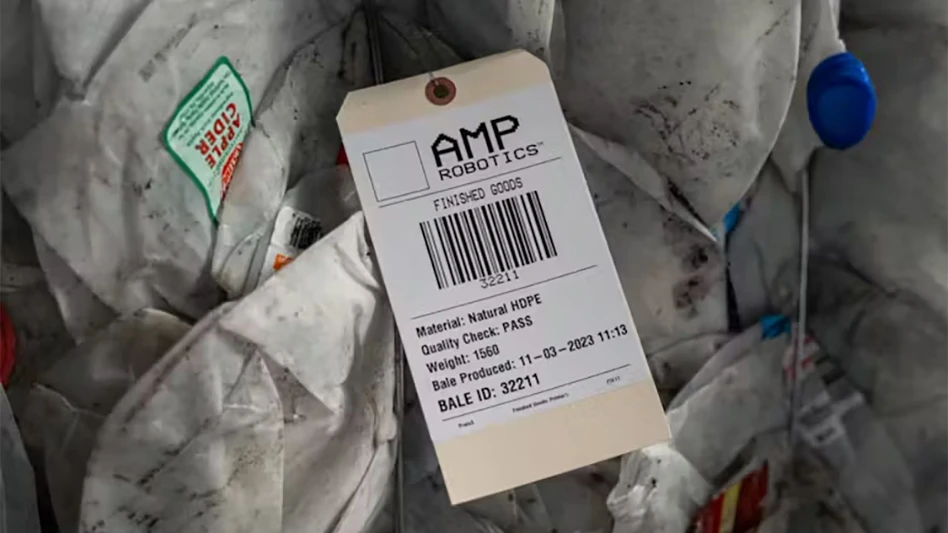 APPLE
CIDER
AMP
ROBOTICS™
FINISHED GOODS
32211
Material: Natural HDPE
Quality Check: PASS
Weight: 1560
Bale Produced: 11-03-2023 11:13
BALE ID: 32211